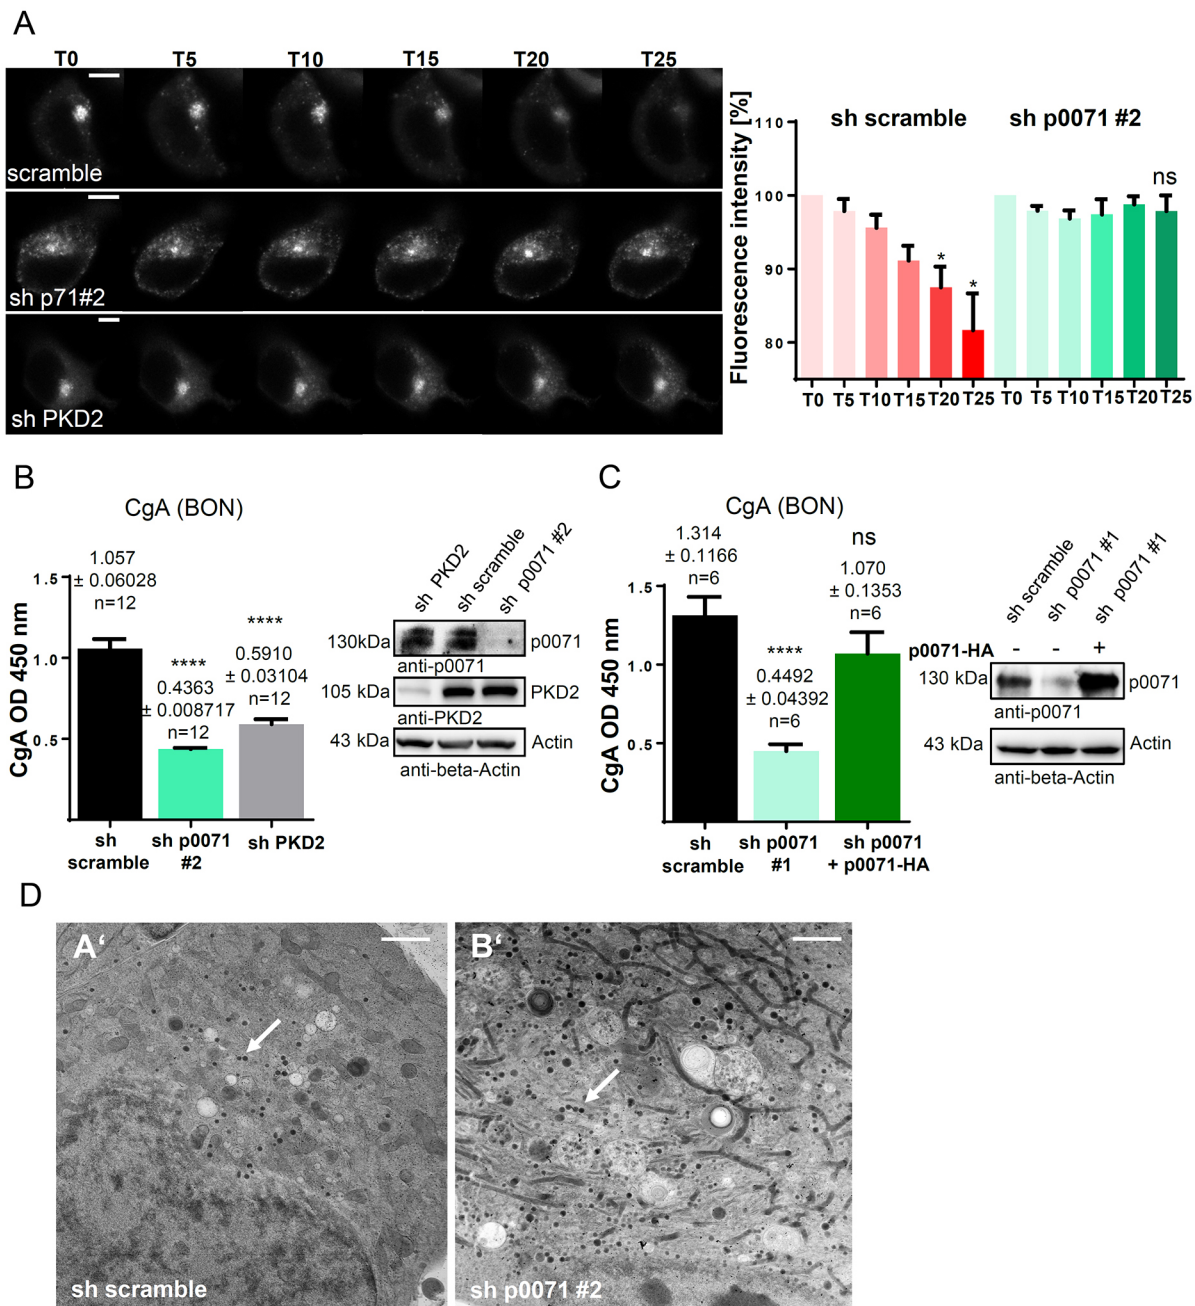 A
T0 T5 T10 T15 T20 T25
scramble
sh p71#2
sh PKD2
Fluorescence intensity [%]
sh scramble sh p0071 #2
110
100
90
80
* * ns
T0 T5 T10 T15 T20 T25 T0 T5 T10 T15 T20 T25
B
CgA (BON)
CgA OD 450 nm
1.5
1.0
0.5
1.057
± 0.06028
n=12
****
0.4363
± 0.008717
n=12
****
0.5910
± 0.03104
n=12
sh
scramble
sh p0071
#2
sh PKD2
sh PKD2
sh scramble
sh p0071 #2
130kDa p0071
anti-p0071
105 kDa PKD2
anti-PKD2
43 kDa Actin
anti-beta-Actin
C
CgA (BON)
CgA OD 450 nm
1.5
1.0
0.5
1.314
± 0.1166
n=6
****
0.4492
± 0.04392
n=6
ns
1.070
± 0.1353
n=6
sh
scramble
sh p0071
#1
sh p0071
+ p0071-HA
sh scramble
sh p0071 #1
sh p0071 #1
p0071-HA - - +
130 kDa p0071
anti-p0071
43 kDa Actin
anti-beta-Actin
D
A‘
sh scramble
B‘
sh p0071 #2